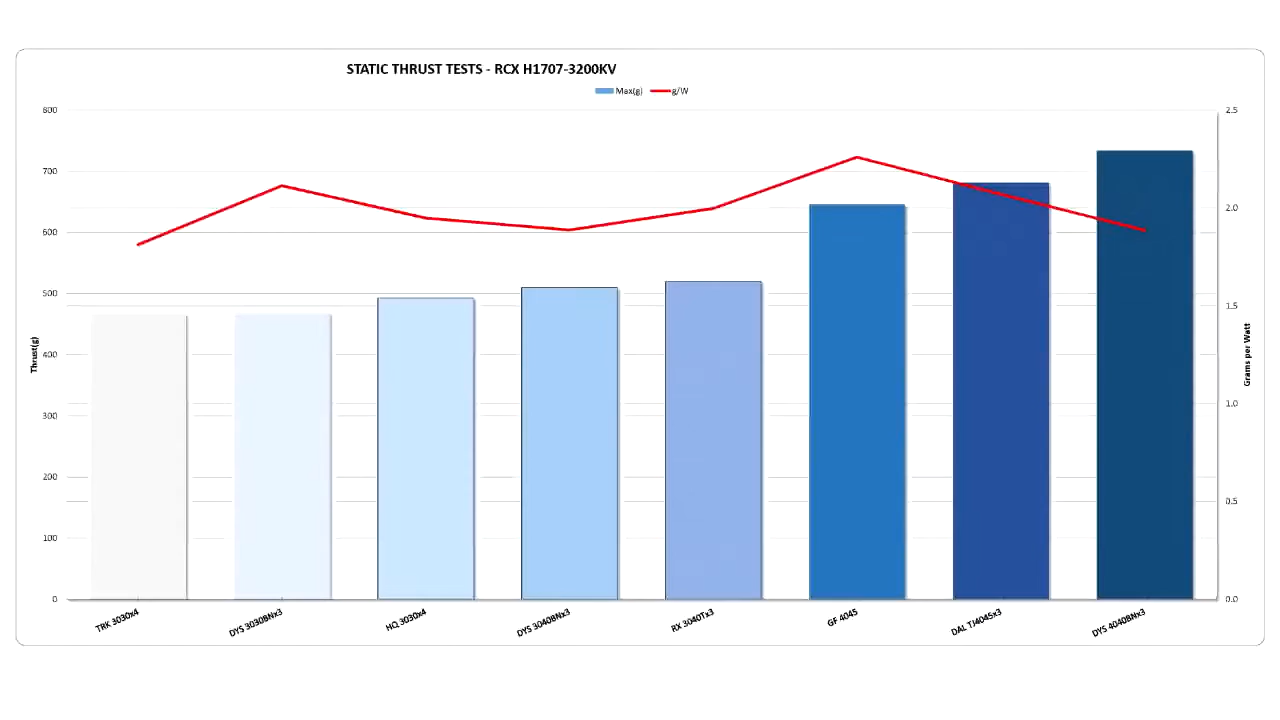 STATIC THRUST TESTS - RCX H1707-3200KV
Max(g) g/W
800
700
600
500
400
300
200
100
0
Thrust(g)
2.5
2.0
1.5
1.0
0.5
0.0
Grams per Watt
TRK 3030x4
DYS 3030BNx3
HQ 3030x4
DYS 3040BNx3
RX 3040Tx3
GF 4045
DAL TJ4045x3
DYS 4040BNx3